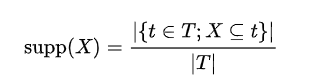 supp(X) = |{t ∈ T; X ⊆ t}| / |T|